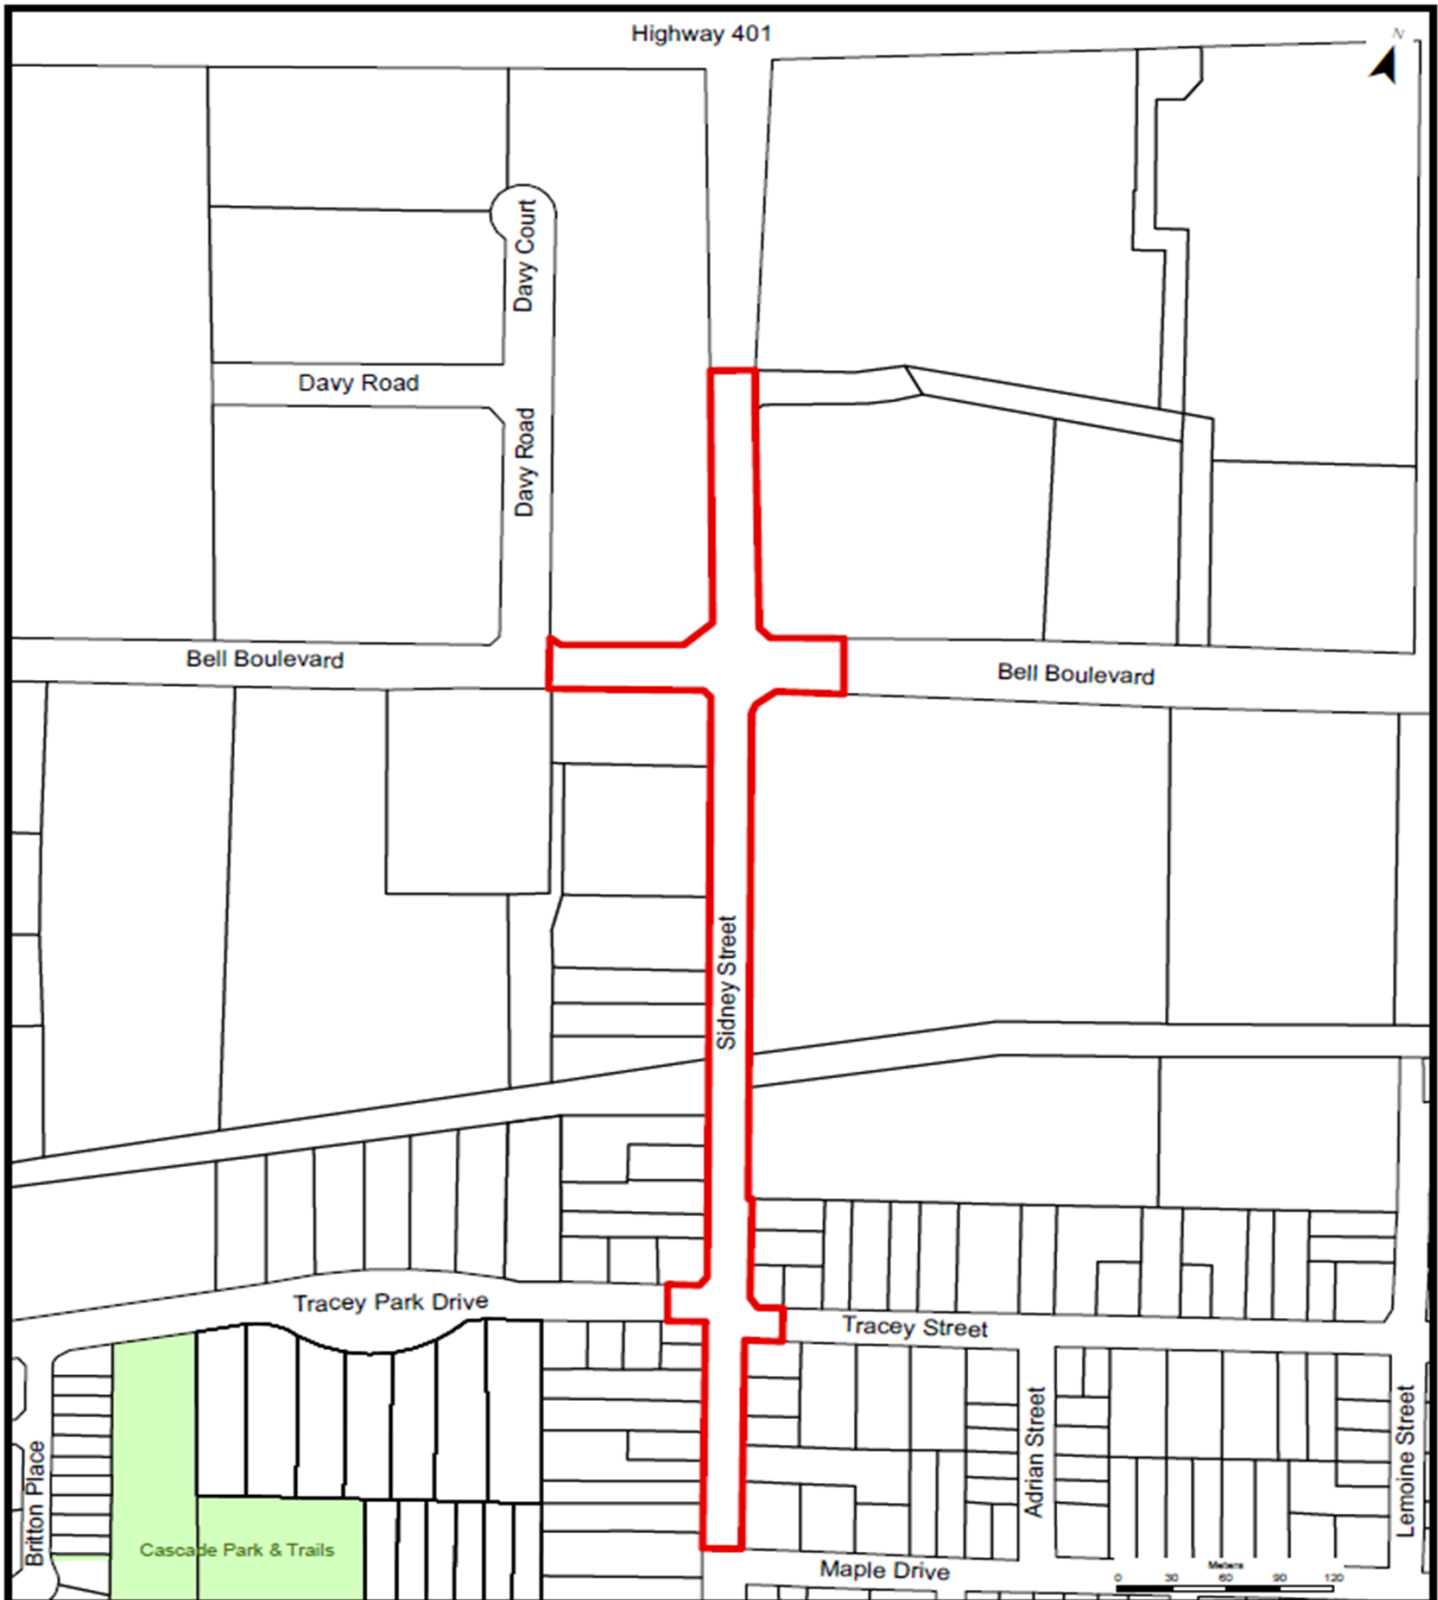 Highway 401
N
Davy Court
Davy Road
Davy Road
Bell Boulevard
Bell Boulevard
Sidney Street
Tracey Park Drive
Tracey Street
Adrian Street
Lemoine Street
Britton Place
Cascade Park & Trails
Maple Drive
Meters
0 30 60 90 120